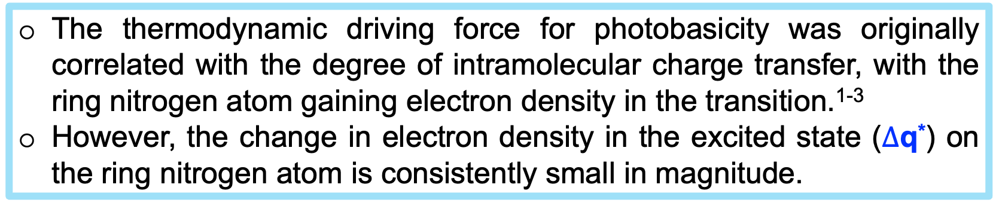 ○ The thermodynamic driving force for photobasicity was originally
correlated with the degree of intramolecular charge transfer, with the
ring nitrogen atom gaining electron density in the transition.¹⁻³
○ However, the change in electron density in the excited state (Δq*) on
the ring nitrogen atom is consistently small in magnitude.